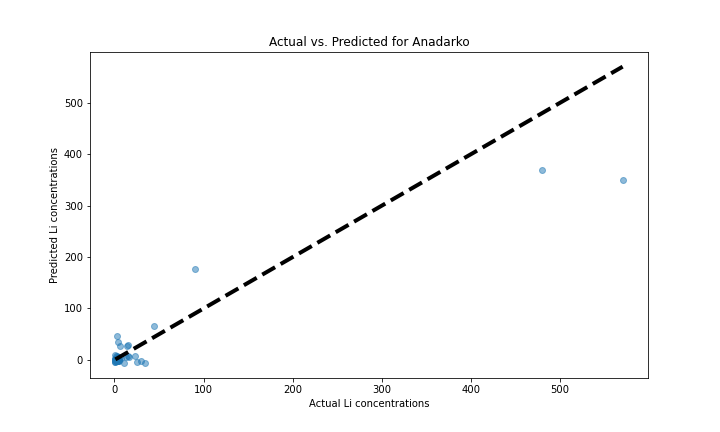 Actual vs. Predicted for Anadarko
500
400
300
200
100
0
Predicted Li concentrations
0 100 200 300 400 500
Actual Li concentrations